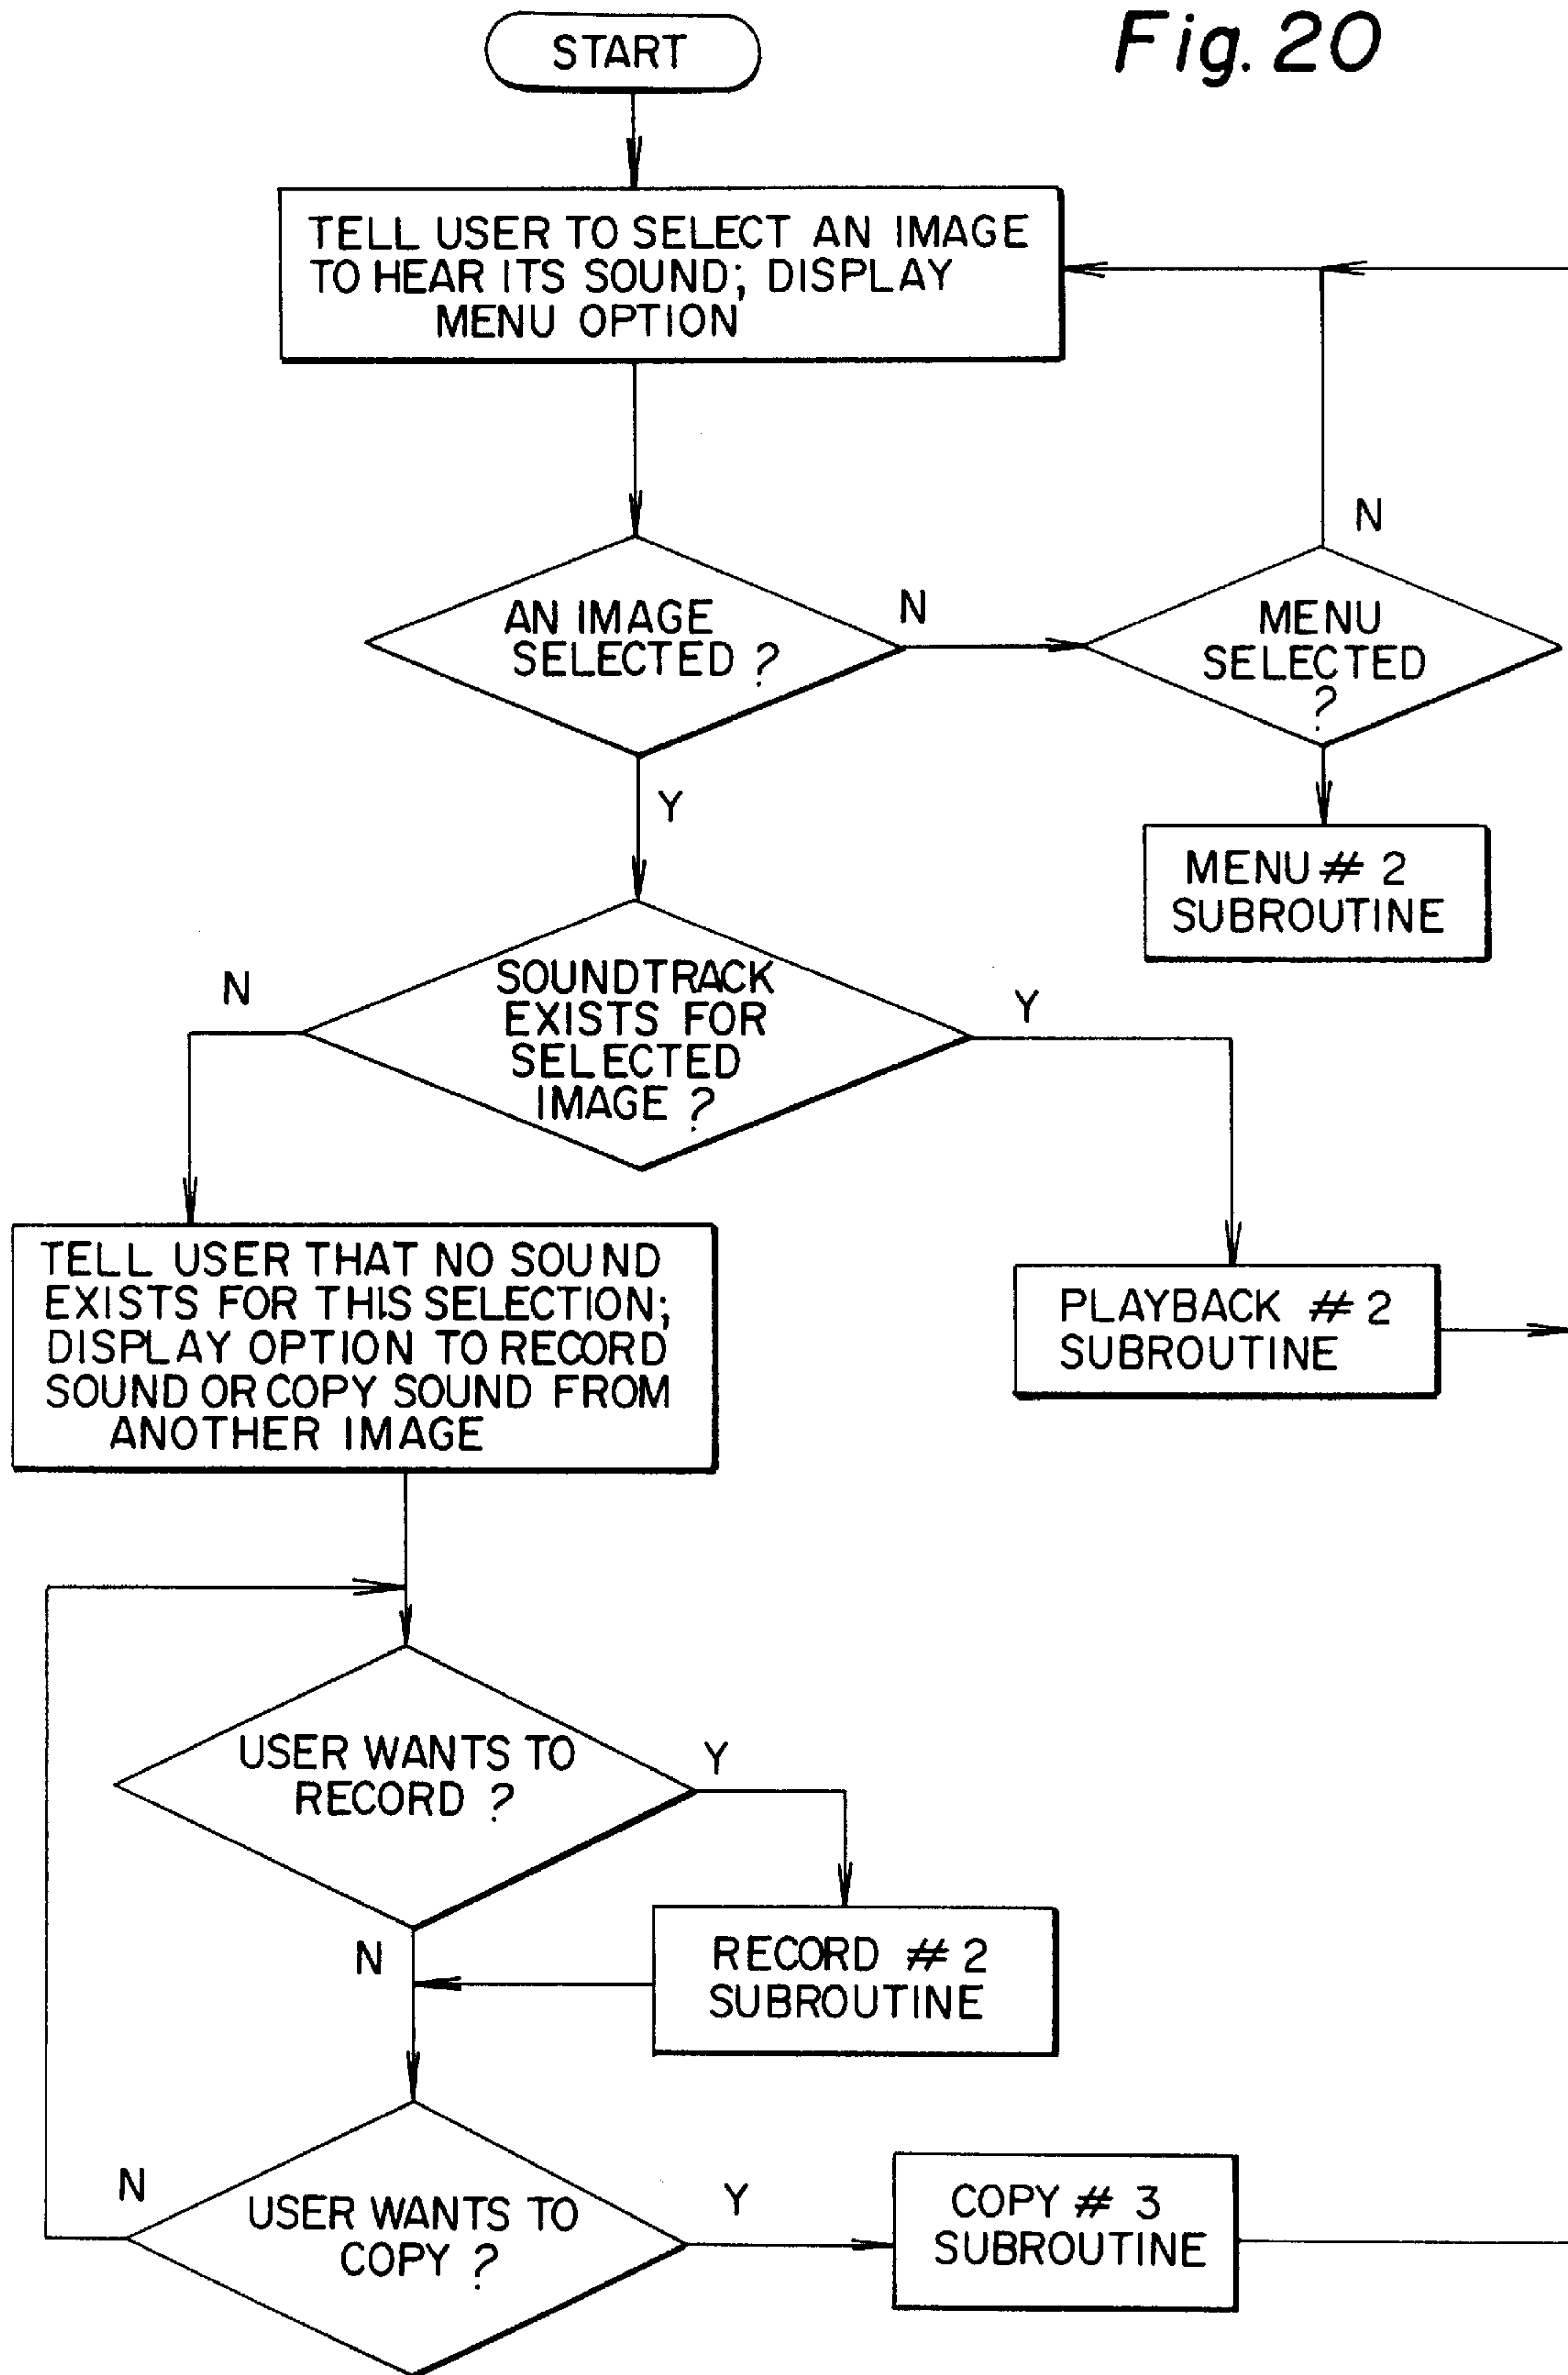 Fig. 20
START
TELL USER TO SELECT AN IMAGE
TO HEAR ITS SOUND; DISPLAY
MENU OPTION
AN IMAGE
SELECTED ?
N
MENU
SELECTED
?
N
Y
MENU # 2
SUBROUTINE
SOUNDTRACK
EXISTS FOR
SELECTED
IMAGE ?
N
Y
TELL USER THAT NO SOUND
EXISTS FOR THIS SELECTION;
DISPLAY OPTION TO RECORD
SOUND OR COPY SOUND FROM
ANOTHER IMAGE
PLAYBACK # 2
SUBROUTINE
USER WANTS TO
RECORD ?
Y
N
RECORD # 2
SUBROUTINE
USER WANTS TO
COPY ?
N
Y
COPY # 3
SUBROUTINE